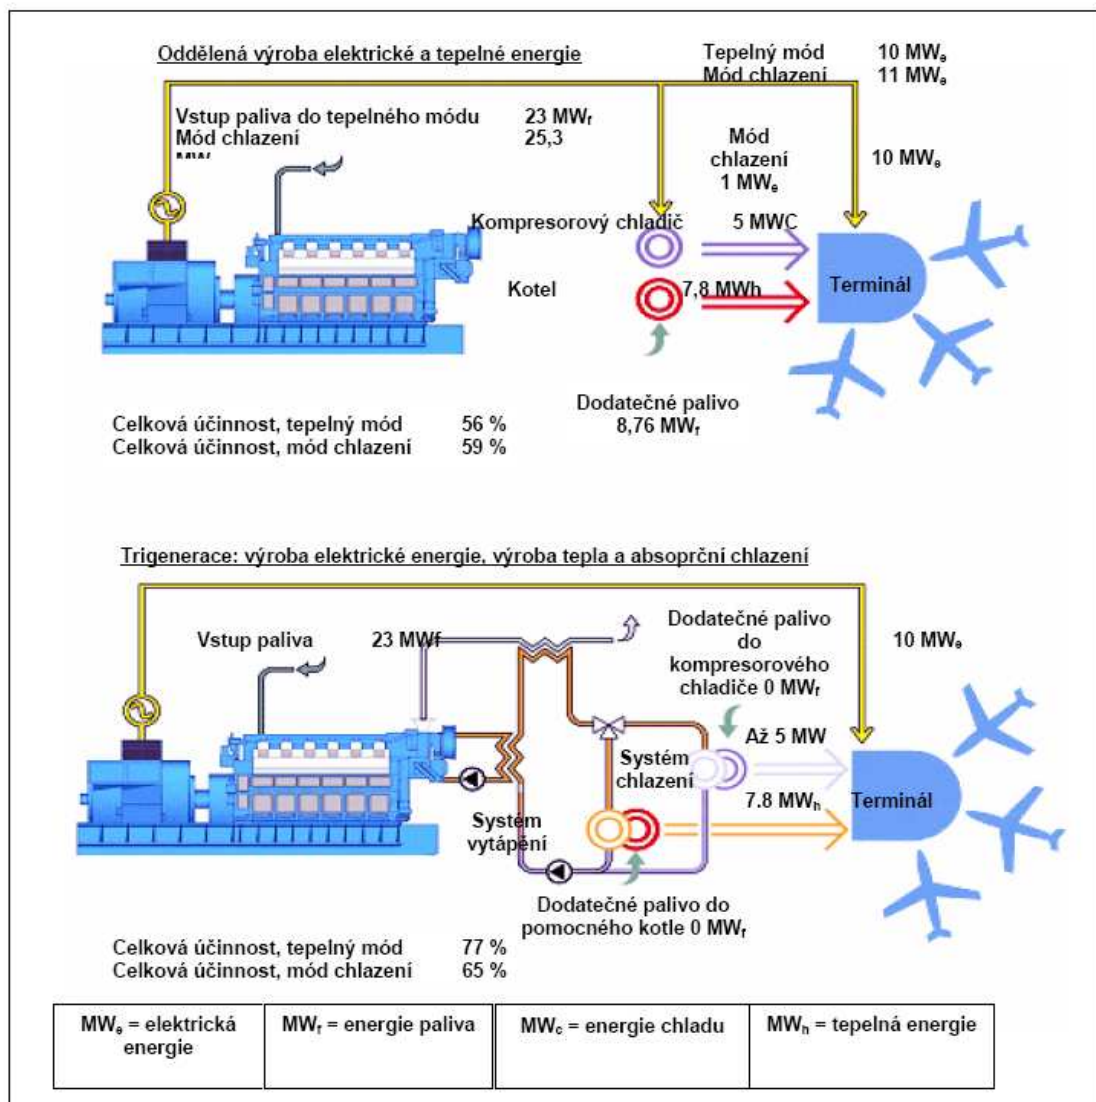 Oddělená výroba elektrické a tepelné energie
Tepelný mód 10 MWe
Mód chlazení 11 MWe
Vstup paliva do tepelného módu 23 MWf
Mód chlazení 25,3
Mód
chlazení
1 MWe
10 MWe
Kompresorový chladič 5 MWC
Kotel 7,8 MWh
Terminál
Dodatečné palivo
8,76 MWf
Celková účinnost, tepelný mód 56 %
Celková účinnost, mód chlazení 59 %
Trigenerace: výroba elektrické energie, výroba tepla a absoprční chlazení
Vstup paliva 23 MWf
Dodatečné palivo
do
kompresorového
chladiče 0 MWf
10 MWe
Až 5 MW
Systém
chlazení
7.8 MWh
Terminál
Systém
vytápění
Dodatečné palivo do
pomocného kotle 0 MWf
Celková účinnost, tepelný mód 77 %
Celková účinnost, mód chlazení 65 %
MWe = elektrická
energie
MWf = energie paliva
MWc = energie chladu
MWh = tepelná energie